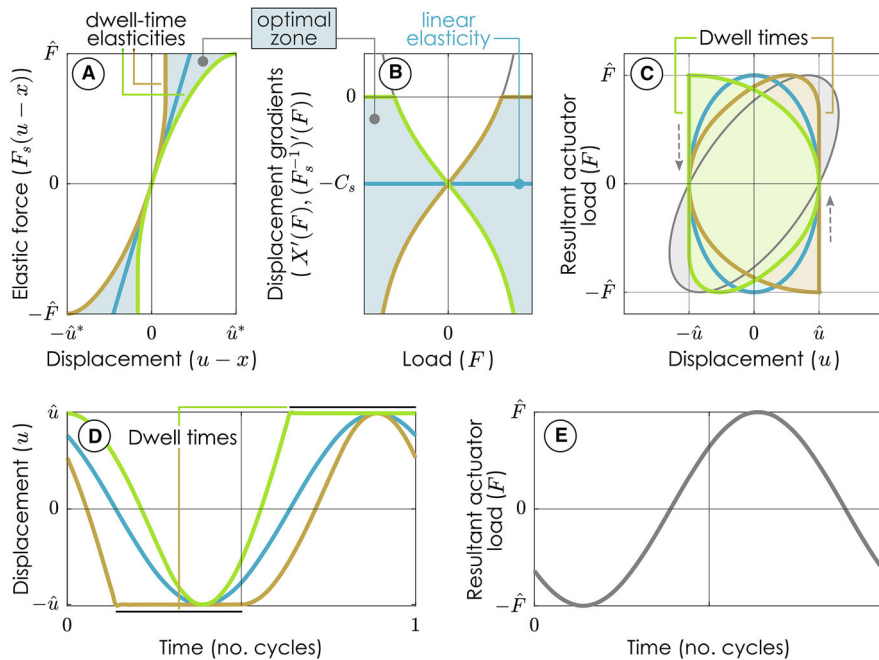 dwell-time
elasticities
optimal
zone
linear
elasticity
A
F̂
0
−F̂
−û*
0
û*
Elastic force (Fₛ(u − x))
Displacement (u − x)
B
0
−Cₛ
0
Displacement gradients
(X′(F), (Fₛ⁻¹)′(F))
Load (F)
C
Dwell times
F̂
0
−F̂
−û
0
û
Resultant actuator
load (F)
Displacement (u)
D
Dwell times
û
0
−û
0
1
Displacement (u)
Time (no. cycles)
E
F̂
0
−F̂
0
Resultant actuator
load (F)
Time (no. cycles)